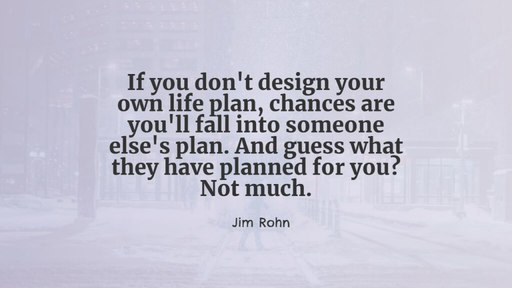 If you don't design your
own life plan, chances are
you'll fall into someone
else's plan. And guess what
they have planned for you?
Not much.
Jim Rohn